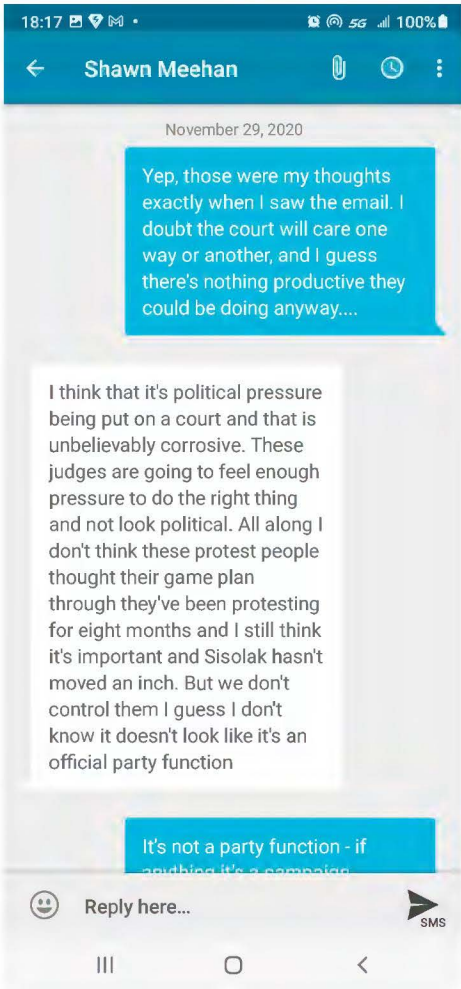 18:17
5G
100%
Shawn Meehan
November 29, 2020
Yep, those were my thoughts
exactly when I saw the email. I
doubt the court will care one
way or another, and I guess
there's nothing productive they
could be doing anyway....
I think that it's political pressure
being put on a court and that is
unbelievably corrosive. These
judges are going to feel enough
pressure to do the right thing
and not look political. All along I
don't think these protest people
thought their game plan
through they've been protesting
for eight months and I still think
it's important and Sisolak hasn't
moved an inch. But we don't
control them I guess I don't
know it doesn't look like it's an
official party function
It's not a party function - if
anything it's a campaign
Reply here...
SMS